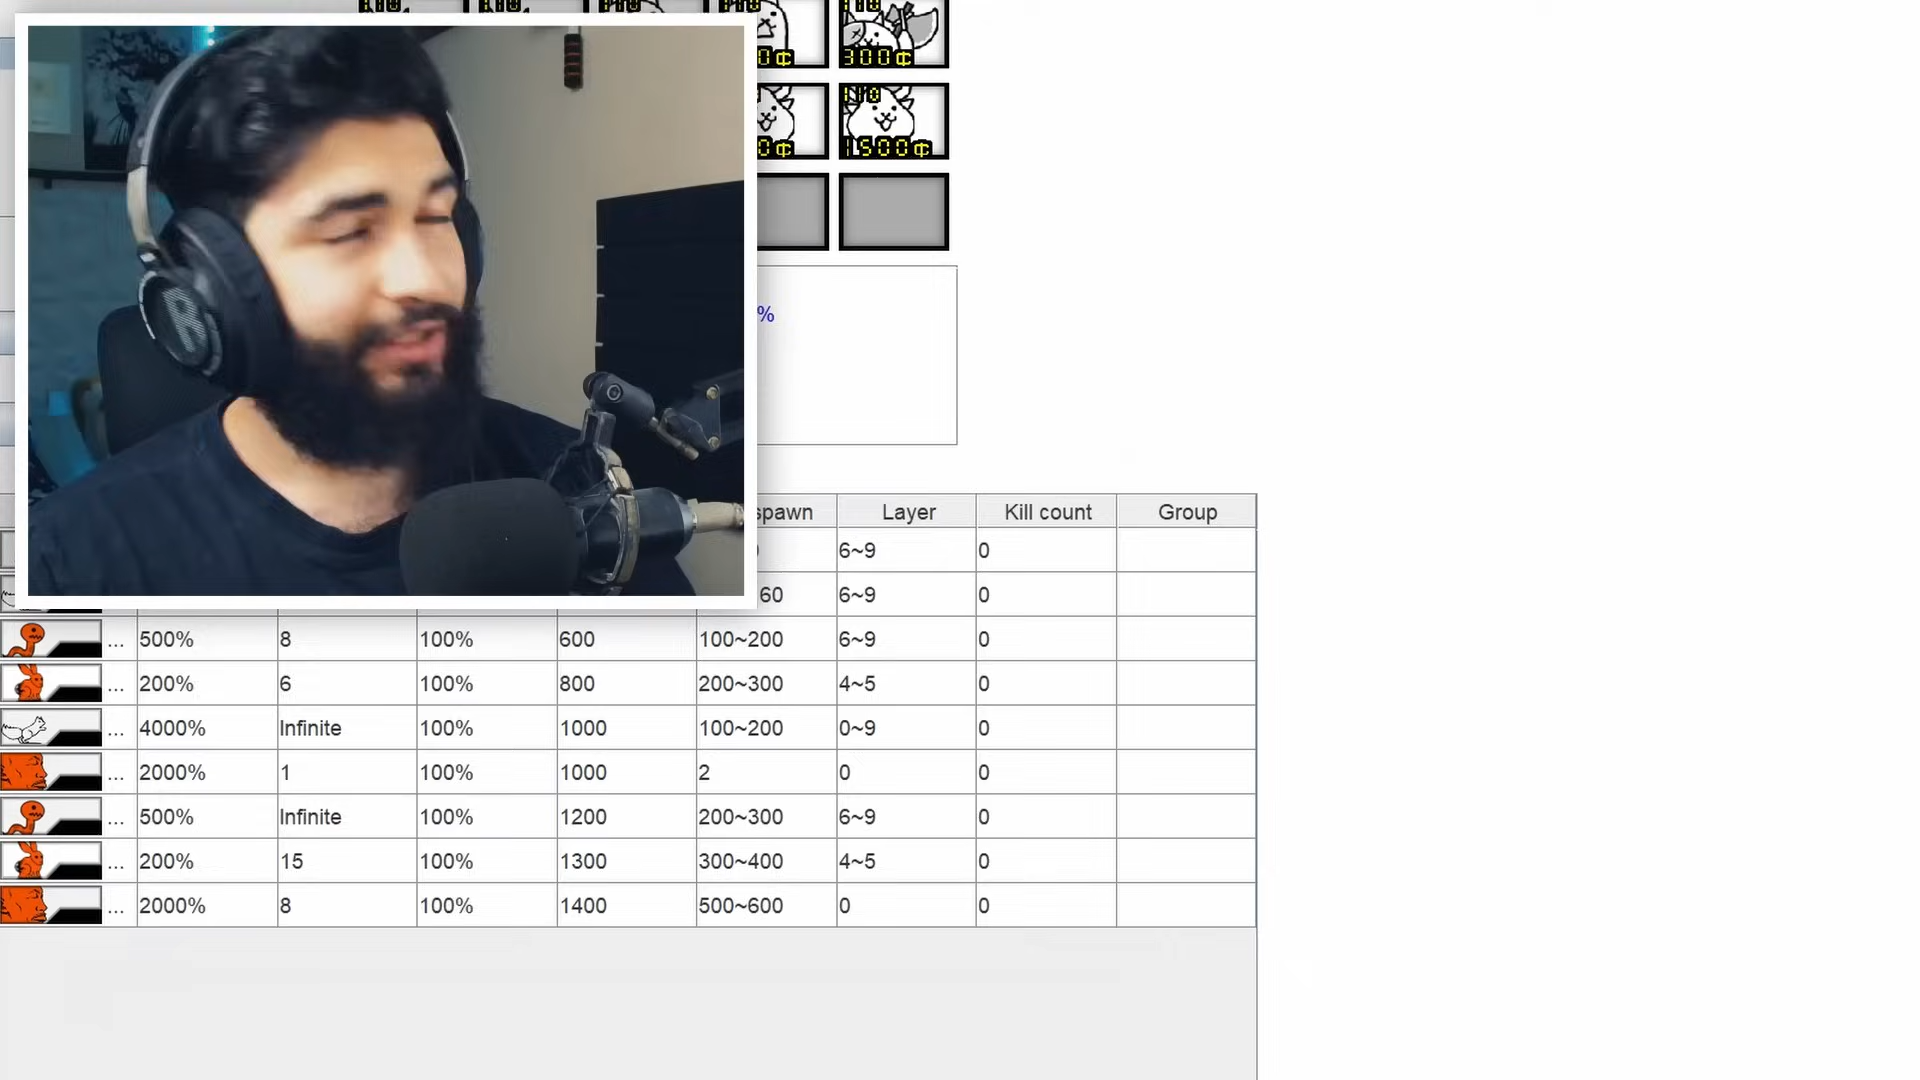 300¢
1500¢
%
spawn Layer Kill count Group
6~9 0
60 6~9 0
... 500% 8 100% 600 100~200 6~9 0
... 200% 6 100% 800 200~300 4~5 0
... 4000% Infinite 100% 1000 100~200 0~9 0
... 2000% 1 100% 1000 2 0 0
... 500% Infinite 100% 1200 200~300 6~9 0
... 200% 15 100% 1300 300~400 4~5 0
... 2000% 8 100% 1400 500~600 0 0